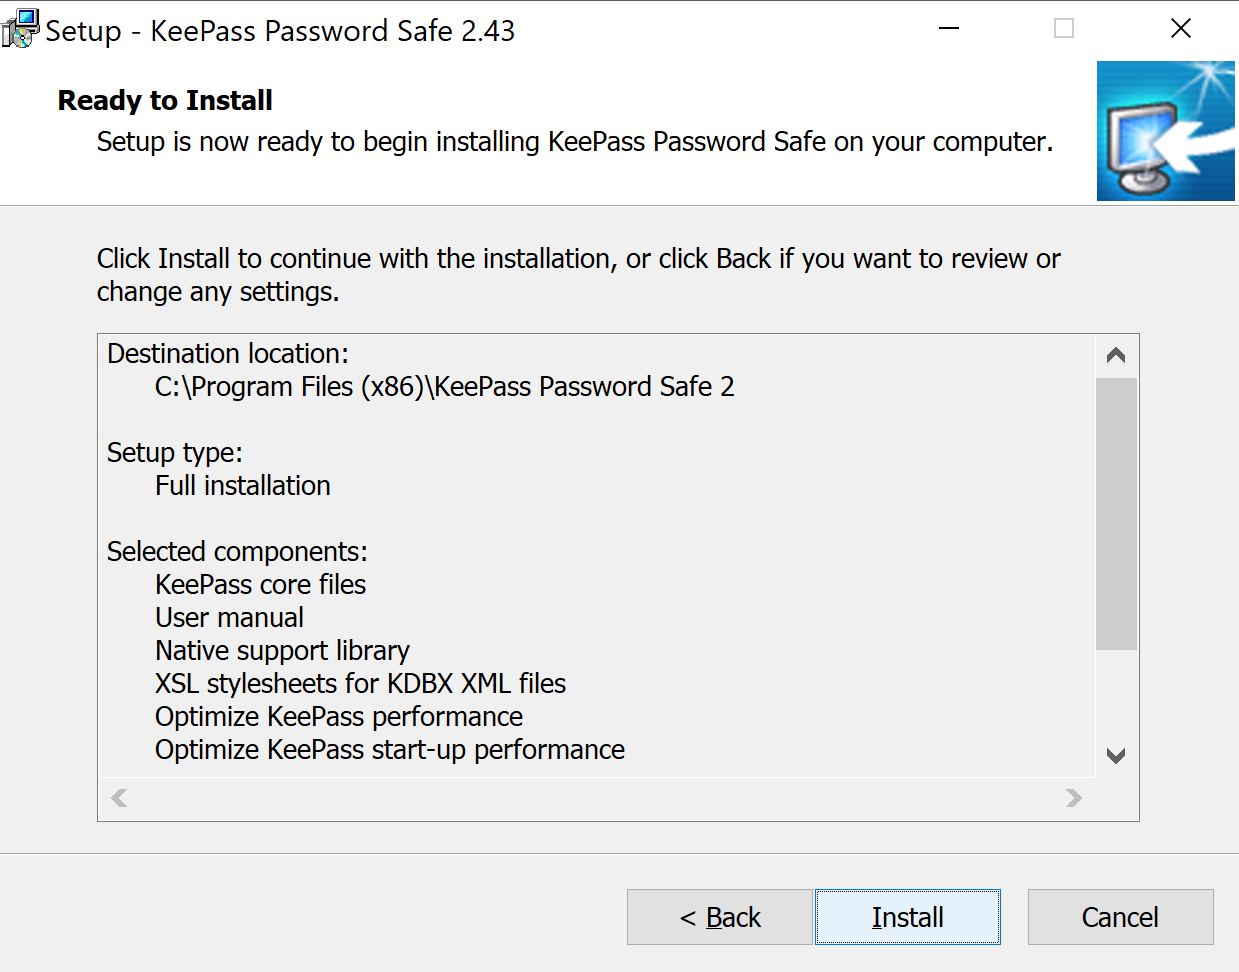 Setup - KeePass Password Safe 2.43
Ready to Install
Setup is now ready to begin installing KeePass Password Safe on your computer.
Click Install to continue with the installation, or click Back if you want to review or
change any settings.
Destination location:
C:\Program Files (x86)\KeePass Password Safe 2
Setup type:
Full installation
Selected components:
KeePass core files
User manual
Native support library
XSL stylesheets for KDBX XML files
Optimize KeePass performance
Optimize KeePass start-up performance
< Back
Install
Cancel